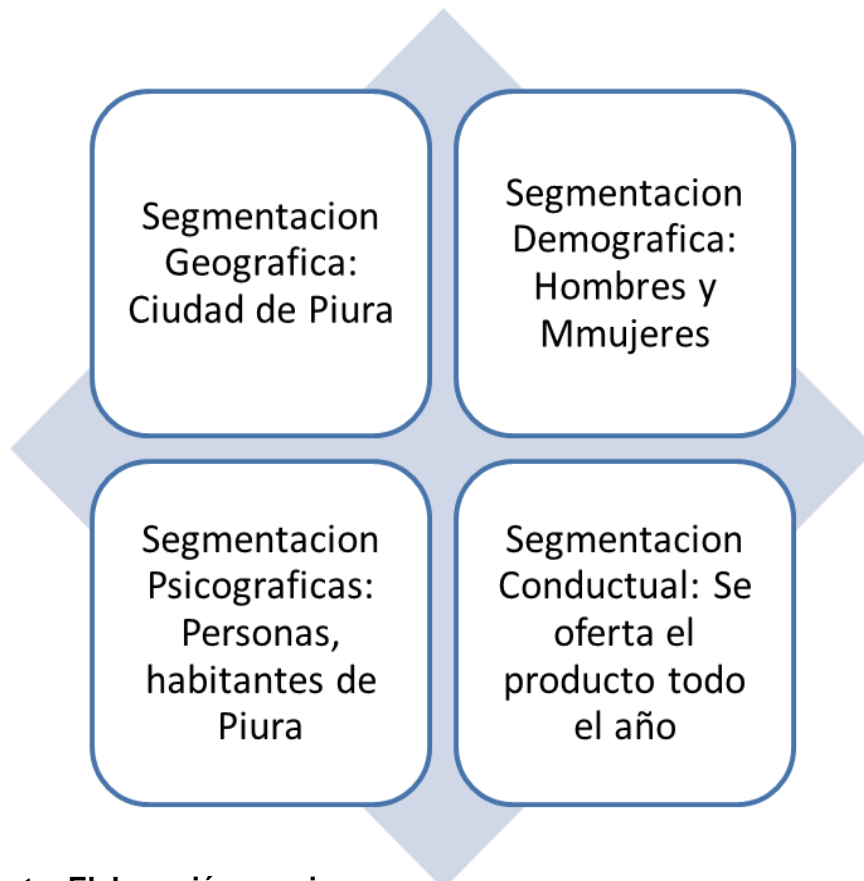 Segmentacion
Geografica:
Ciudad de Piura
Segmentacion
Demografica:
Hombres y
Mmujeres
Segmentacion
Psicograficas:
Personas,
habitantes de
Piura
Segmentacion
Conductual: Se
oferta el
producto todo
el año